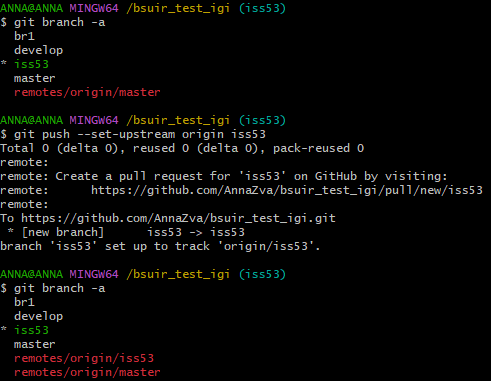 ANNA@ANNA MINGW64 /bsuir_test_igi (iss53)
$ git branch -a
  br1
  develop
* iss53
  master
  remotes/origin/master
ANNA@ANNA MINGW64 /bsuir_test_igi (iss53)
$ git push --set-upstream origin iss53
Total 0 (delta 0), reused 0 (delta 0), pack-reused 0
remote:
remote: Create a pull request for 'iss53' on GitHub by visiting:
remote:      https://github.com/AnnaZva/bsuir_test_igi/pull/new/iss53
remote:
To https://github.com/AnnaZva/bsuir_test_igi.git
 * [new branch]      iss53 -> iss53
branch 'iss53' set up to track 'origin/iss53'.
ANNA@ANNA MINGW64 /bsuir_test_igi (iss53)
$ git branch -a
  br1
  develop
* iss53
  master
  remotes/origin/iss53
  remotes/origin/master